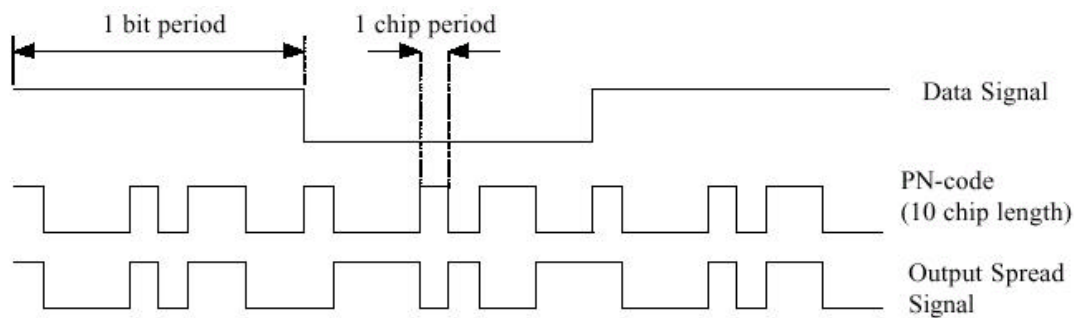 1 bit period
1 chip period
Data Signal
PN-code
(10 chip length)
Output Spread
Signal